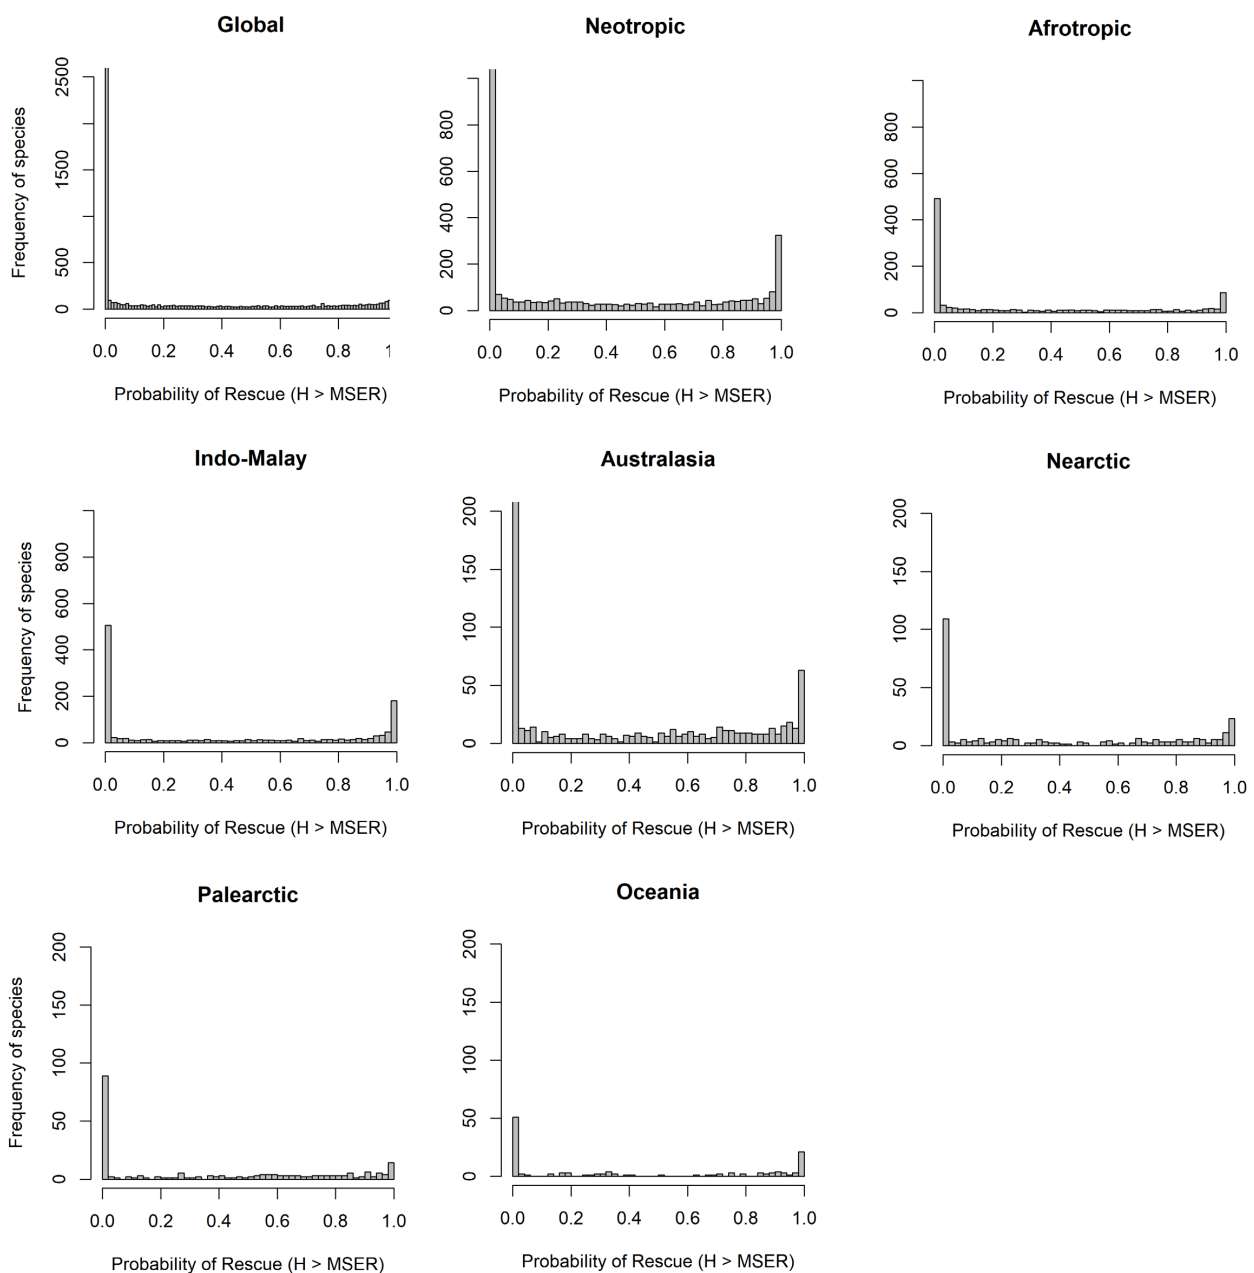 Global
Neotropic
Afrotropic
Frequency of species
2500
1500
500
0
0.0 0.2 0.4 0.6 0.8 1
Probability of Rescue (H > MSER)
800
600
400
200
0
0.0 0.2 0.4 0.6 0.8 1.0
Probability of Rescue (H > MSER)
800
600
400
200
0
0.0 0.2 0.4 0.6 0.8 1.0
Probability of Rescue (H > MSER)
Indo-Malay
Australasia
Nearctic
Frequency of species
800
600
400
200
0
0.0 0.2 0.4 0.6 0.8 1.0
Probability of Rescue (H > MSER)
200
150
100
50
0
0.0 0.2 0.4 0.6 0.8 1.0
Probability of Rescue (H > MSER)
200
150
100
50
0
0.0 0.2 0.4 0.6 0.8 1.0
Probability of Rescue (H > MSER)
Palearctic
Oceania
Frequency of species
200
150
100
50
0
0.0 0.2 0.4 0.6 0.8 1.0
Probability of Rescue (H > MSER)
200
150
100
50
0
0.0 0.2 0.4 0.6 0.8 1.0
Probability of Rescue (H > MSER)